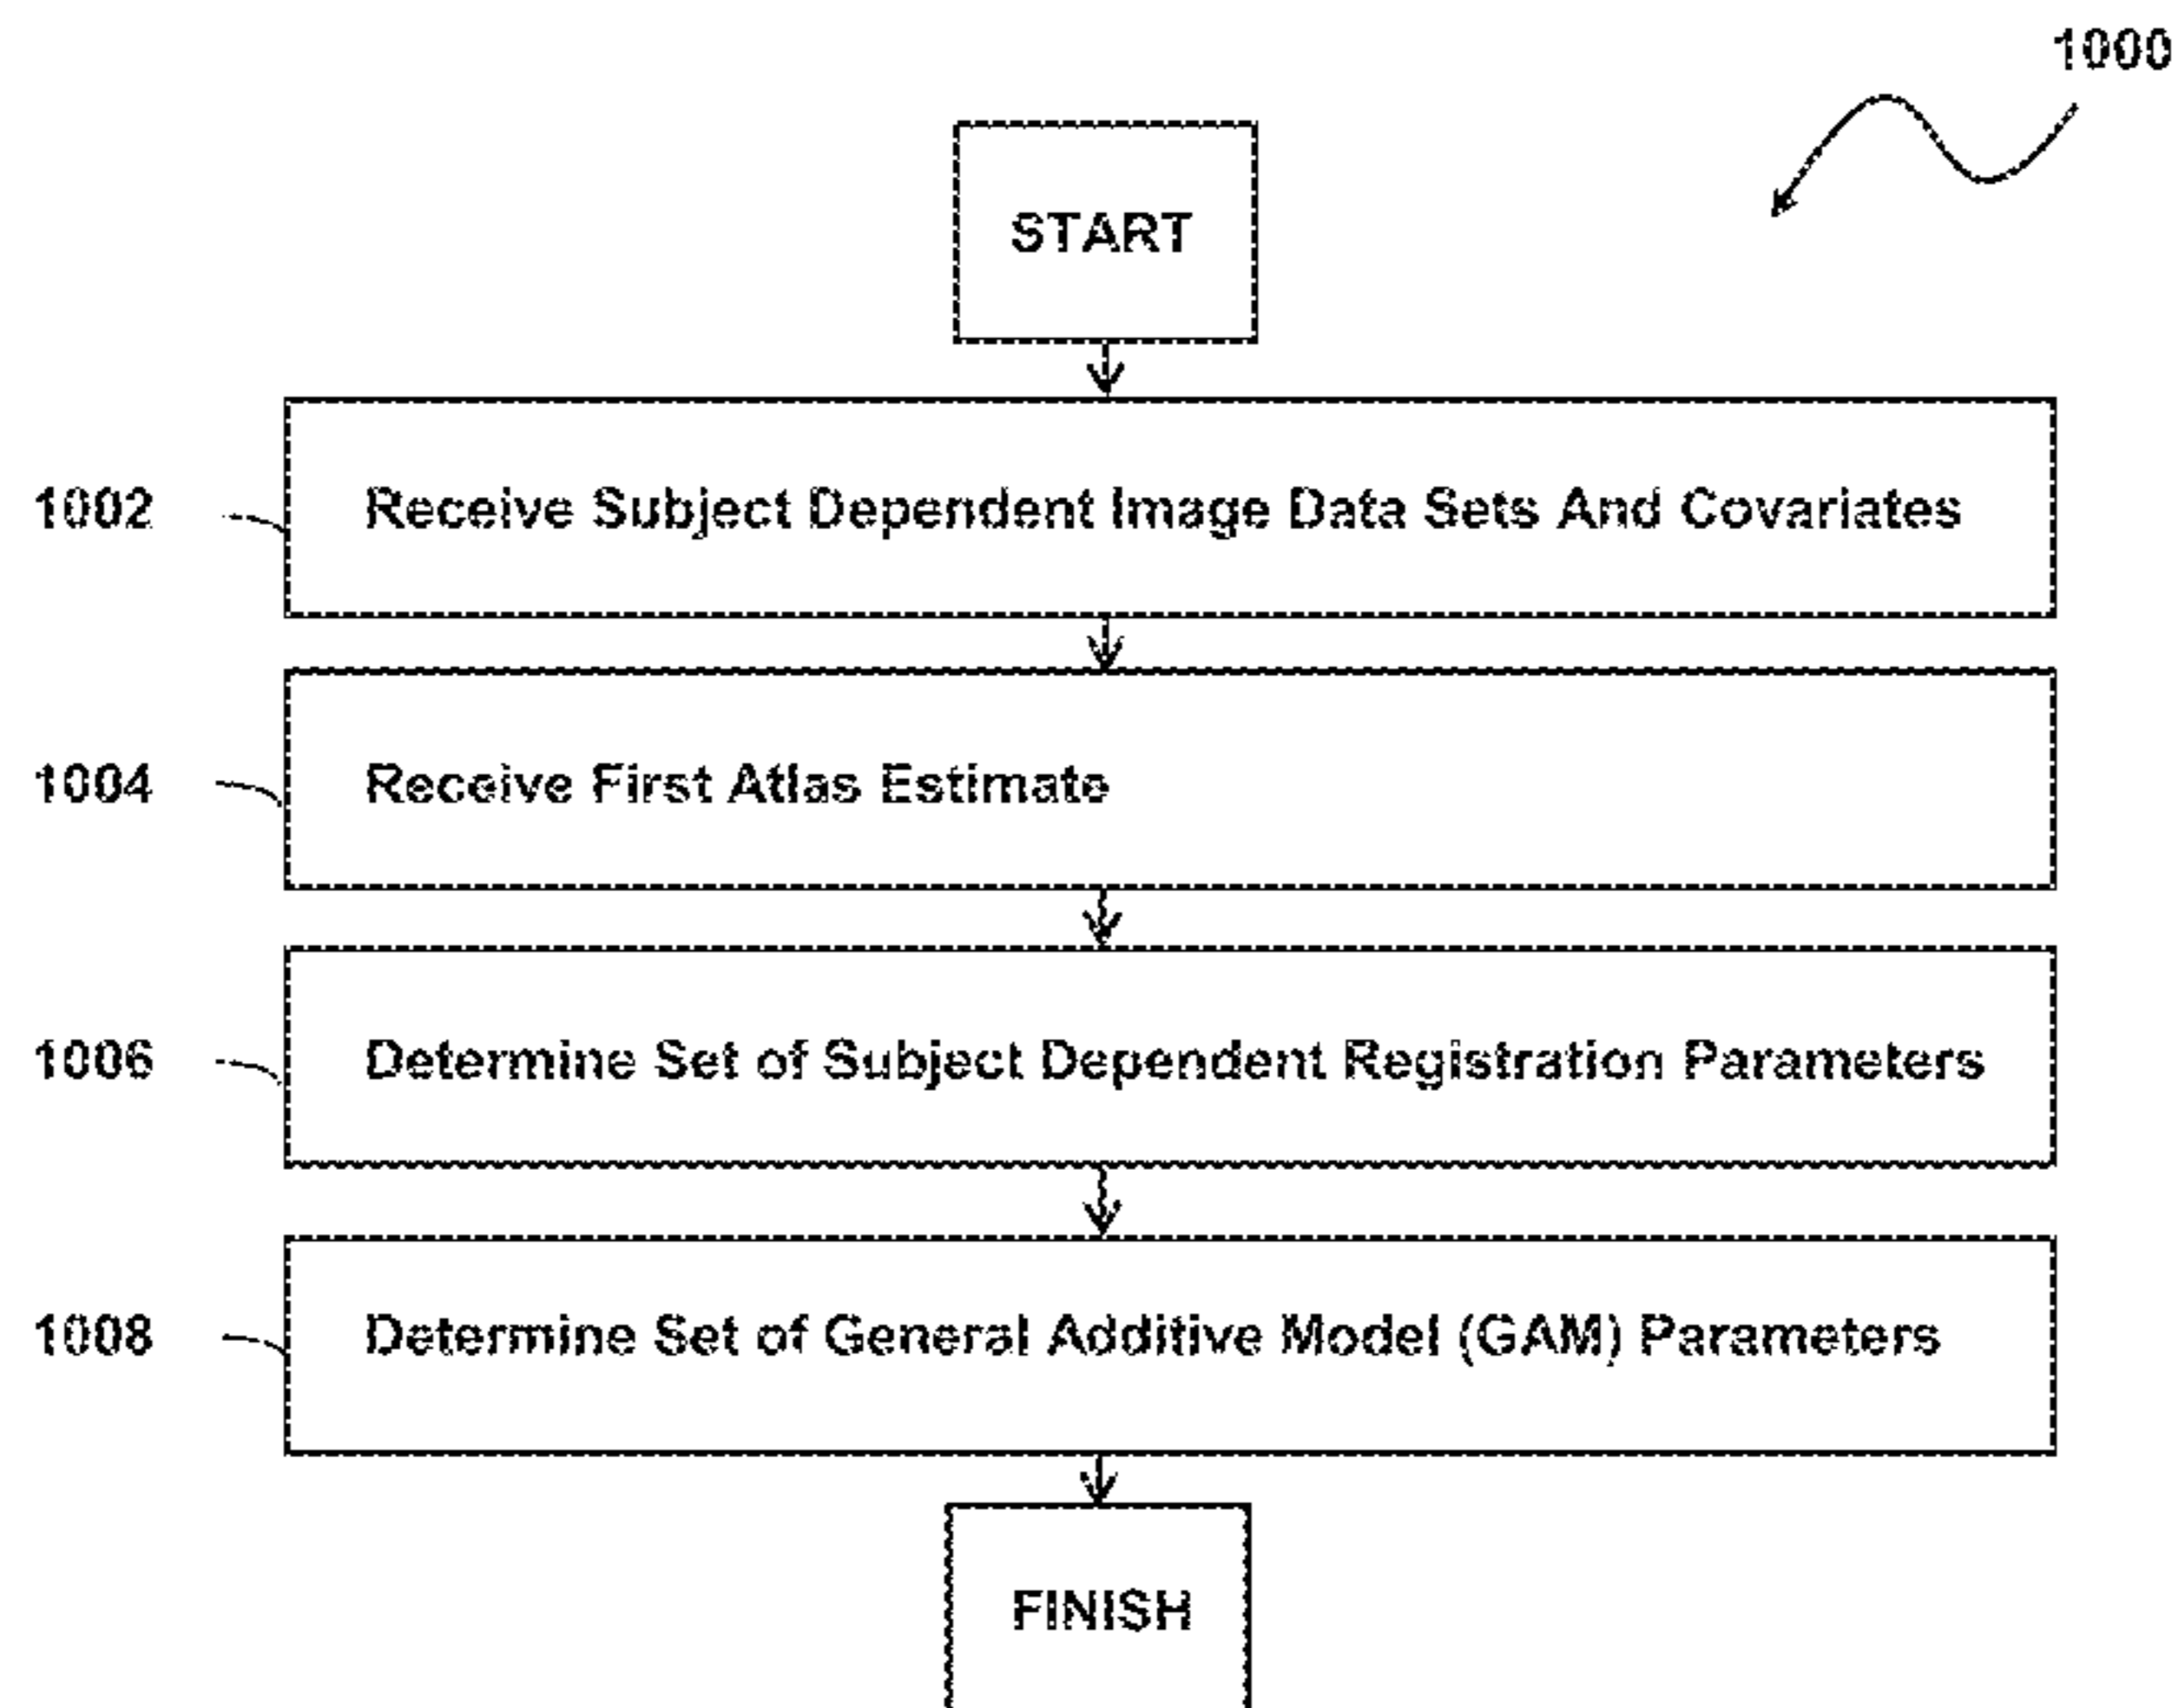 1000
START
1002 Receive Subject Dependent Image Data Sets And Covariates
1004 Receive First Atlas Estimate
1006 Determine Set of Subject Dependent Registration Parameters
1008 Determine Set of General Additive Model (GAM) Parameters
FINISH